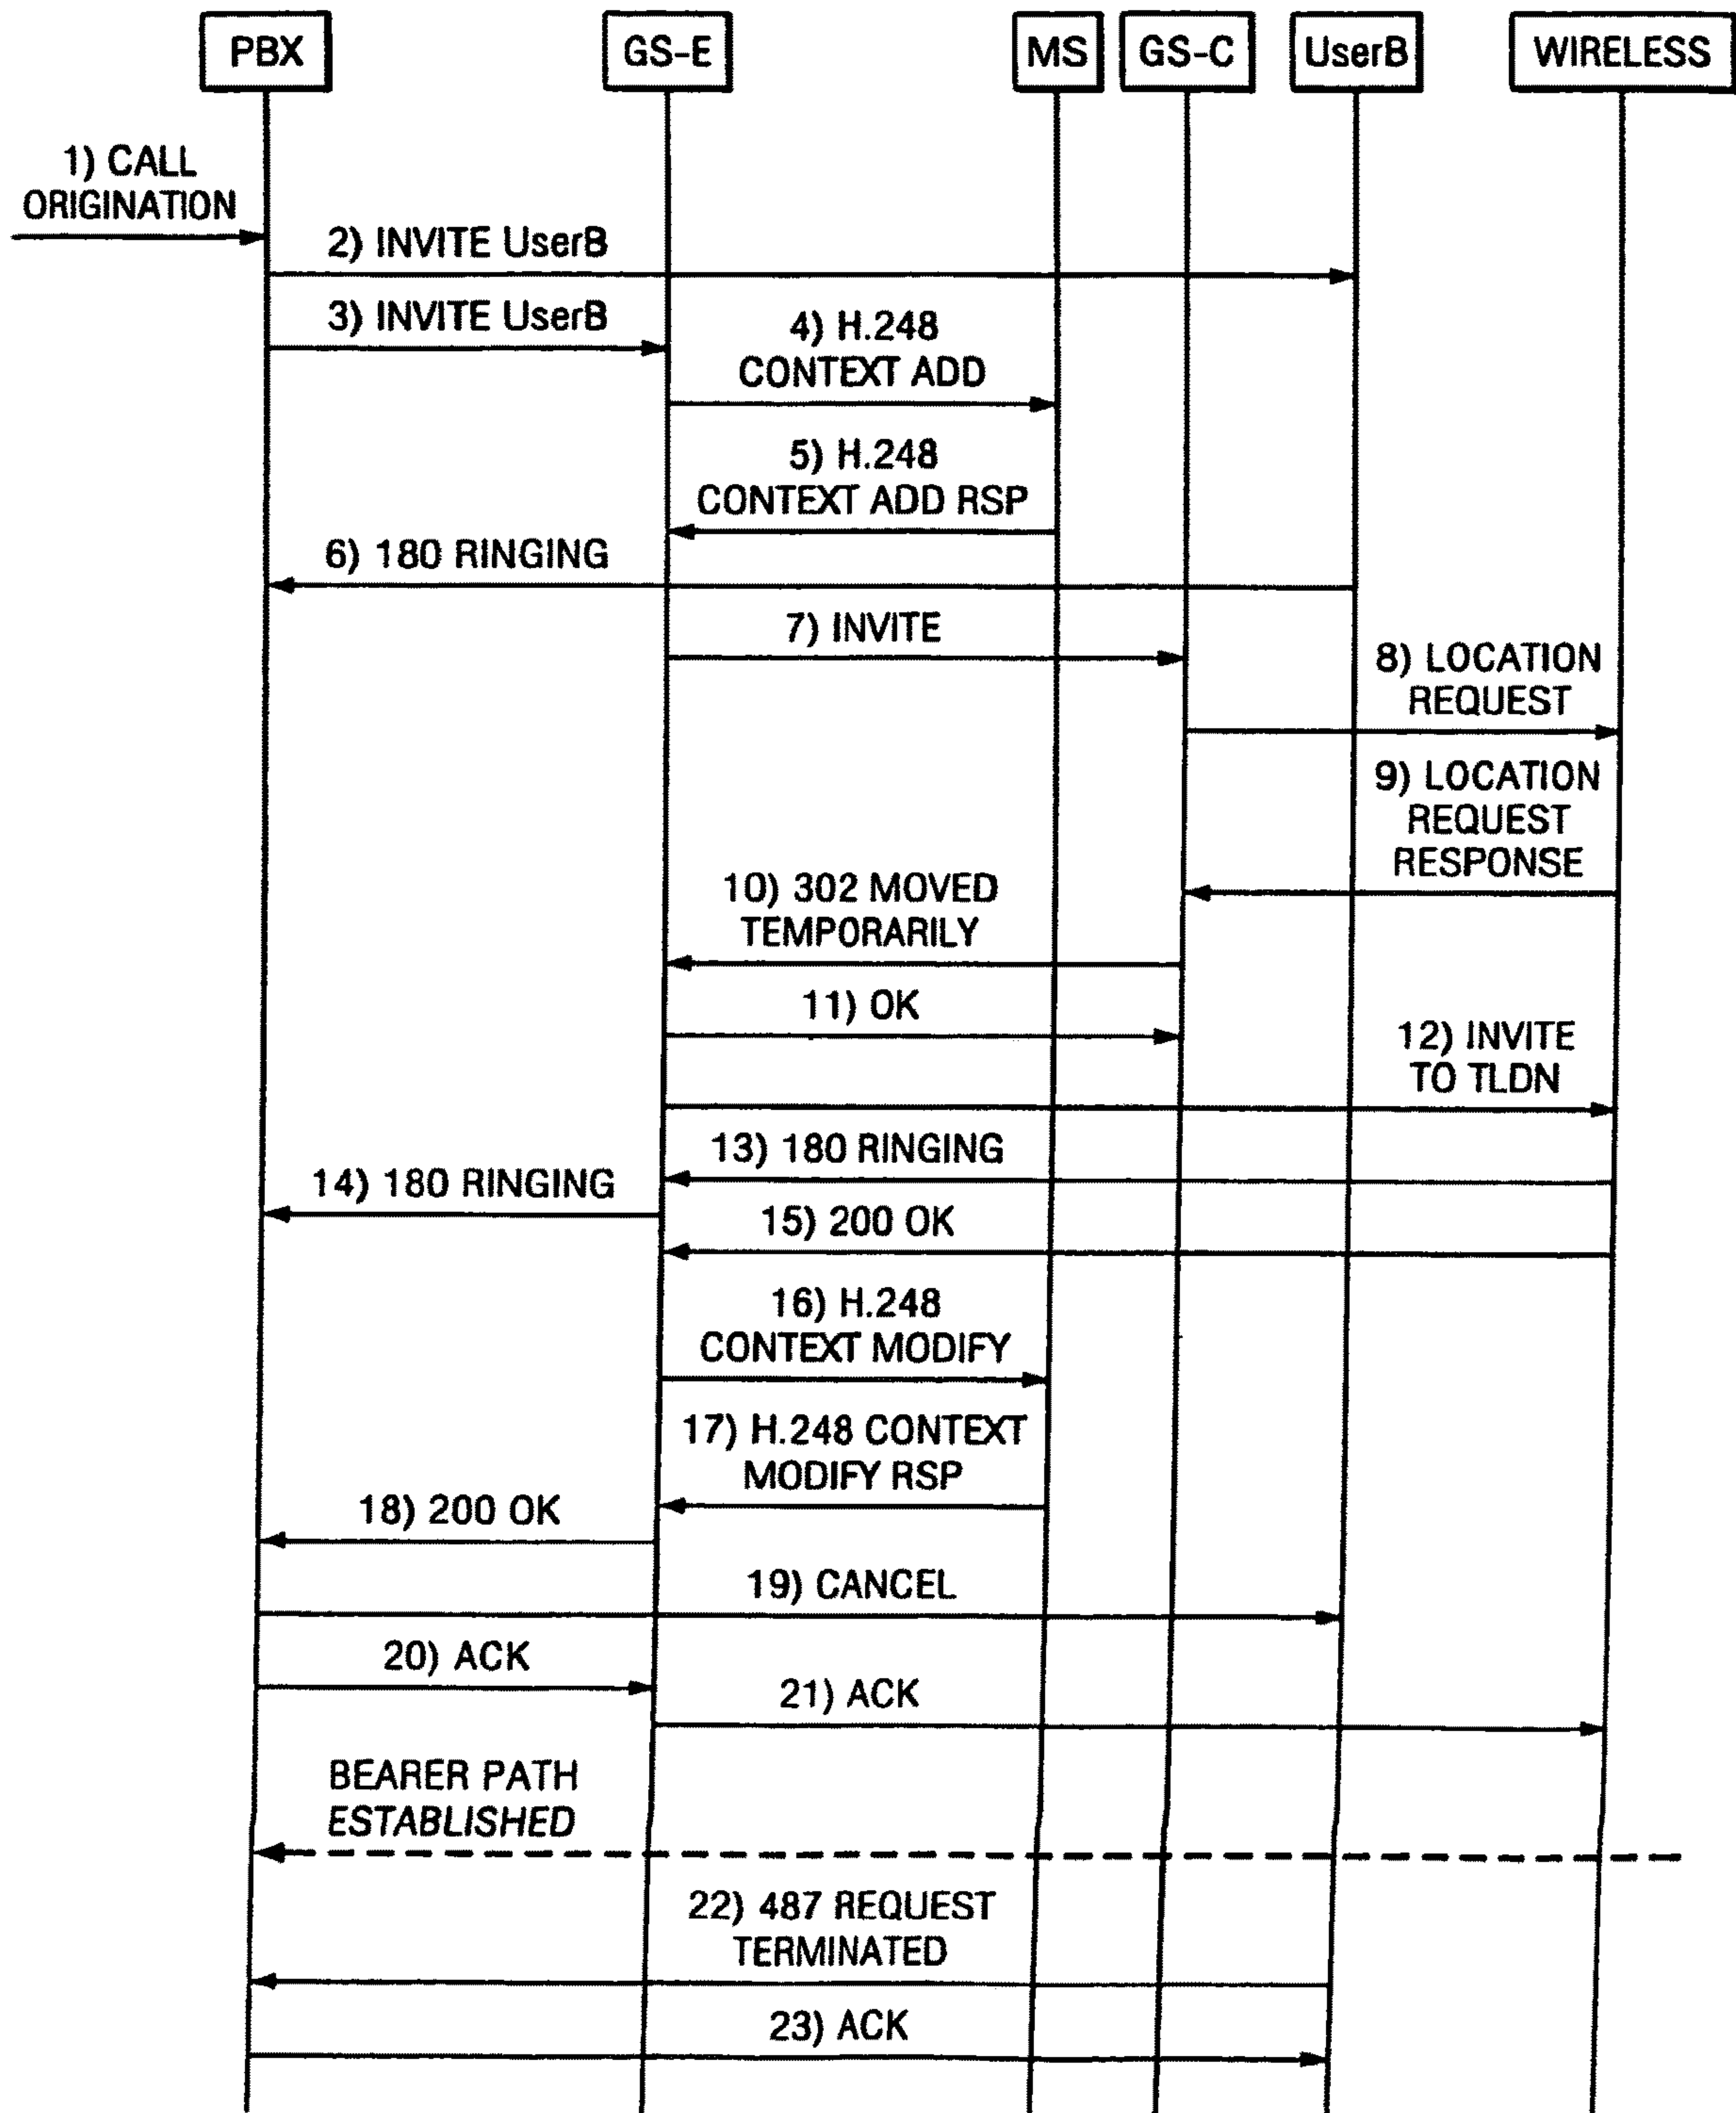 PBX
GS-E
MS
GS-C
UserB
WIRELESS
1) CALL
ORIGINATION
2) INVITE UserB
3) INVITE UserB
4) H.248
CONTEXT ADD
5) H.248
CONTEXT ADD RSP
6) 180 RINGING
7) INVITE
8) LOCATION
REQUEST
9) LOCATION
REQUEST
RESPONSE
10) 302 MOVED
TEMPORARILY
11) OK
12) INVITE
TO TLDN
13) 180 RINGING
14) 180 RINGING
15) 200 OK
16) H.248
CONTEXT MODIFY
17) H.248 CONTEXT
MODIFY RSP
18) 200 OK
19) CANCEL
20) ACK
21) ACK
BEARER PATH
ESTABLISHED
22) 487 REQUEST
TERMINATED
23) ACK